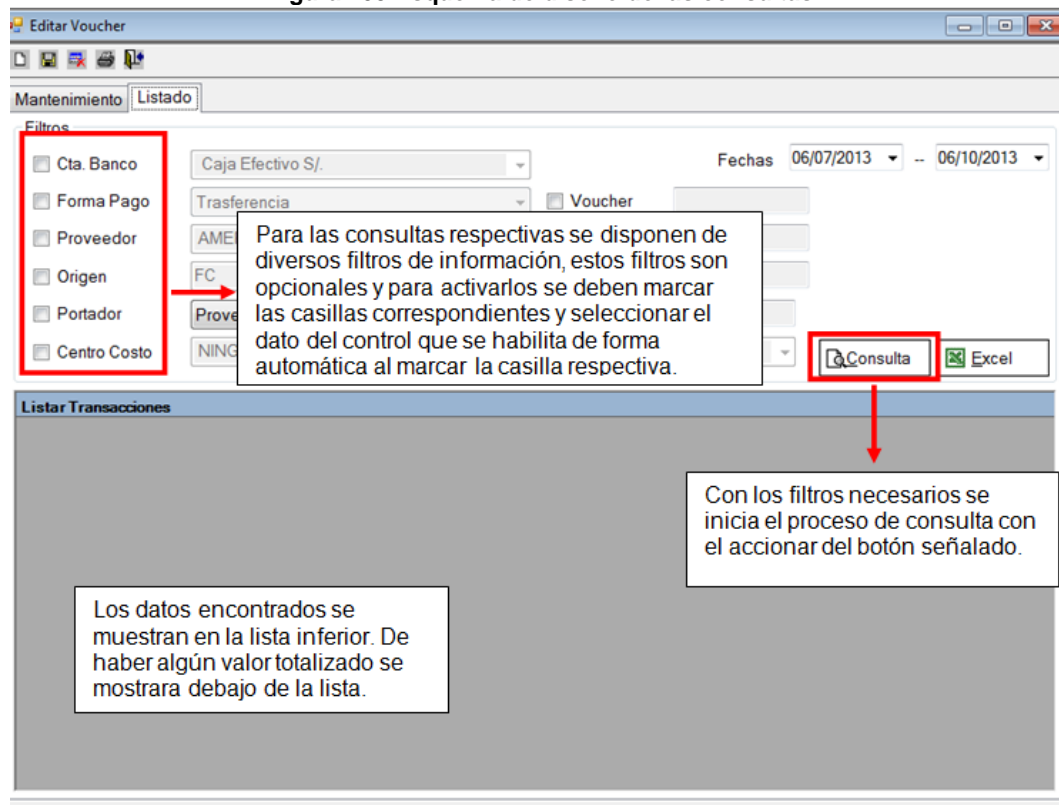 Editar Voucher
Mantenimiento Listado
Filtros
Cta. Banco Caja Efectivo S/. Fechas 06/07/2013 -- 06/10/2013
Forma Pago Trasferencia Voucher
Proveedor
Origen FC
Portador
Centro Costo
Para las consultas respectivas se disponen de
diversos filtros de información, estos filtros son
opcionales y para activarlos se deben marcar
las casillas correspondientes y seleccionar el
dato del control que se habilita de forma
automática al marcar la casilla respectiva.
Consulta Excel
Listar Transacciones
Con los filtros necesarios se
inicia el proceso de consulta con
el accionar del botón señalado.
Los datos encontrados se
muestran en la lista inferior. De
haber algún valor totalizado se
mostrara debajo de la lista.